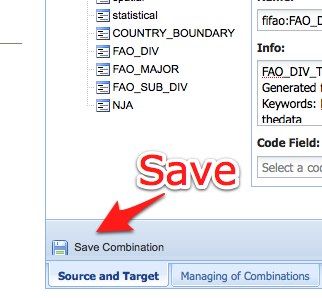 statistical
COUNTRY_BOUNDARY
FAO_DIV
FAO_MAJOR
FAO_SUB_DIV
NJA
fifao:FAO_D
Info:
FAO_DIV_T
Generated f
Keywords:
thedata
Code Field:
Select a cod
Save
Save Combination
Source and Target
Managing of Combinations